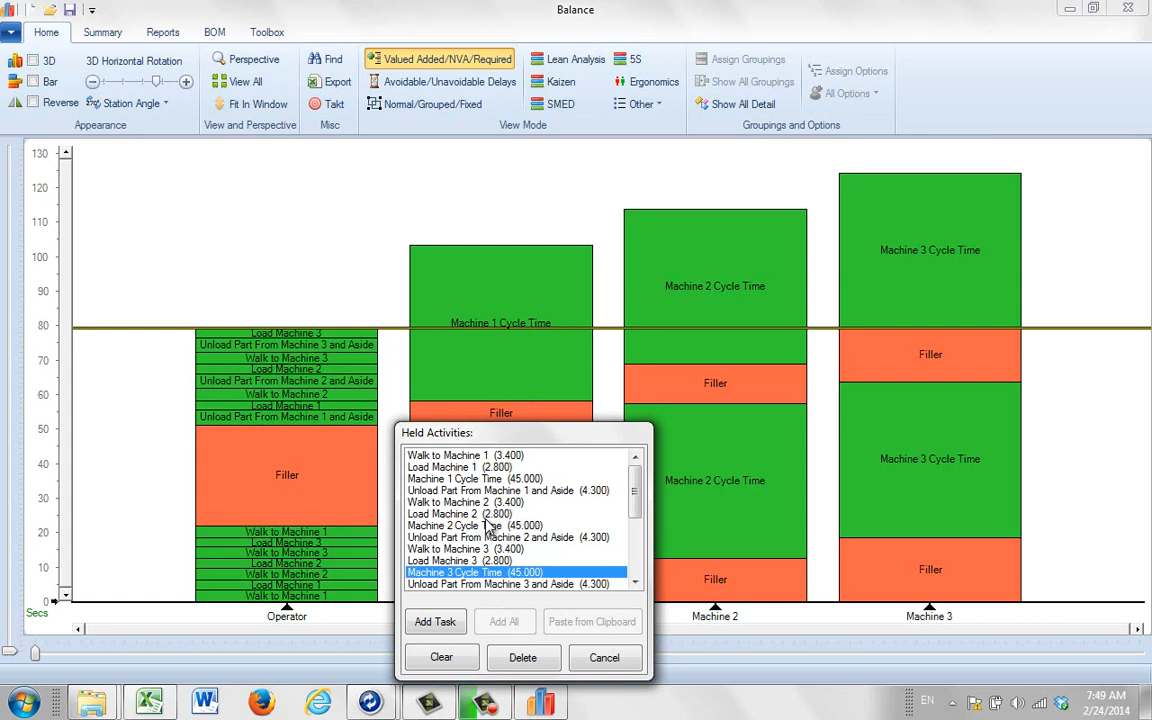 Balance
Home Summary Reports BOM Toolbox
3D 3D Horizontal Rotation Perspective Find Valued Added/NVA/Required Lean Analysis 5S Assign Groupings Assign Options
Bar View All Export Avoidable/Unavoidable Delays Kaizen Ergonomics Show All Groupings All Options
Reverse Station Angle Fit In Window Takt Normal/Grouped/Fixed SMED Other Show All Detail
Appearance View and Perspective Misc View Mode Groupings and Options
130
120
110
100
90
80
70
60
50
40
30
20
10
0
Secs
Load Machine 3
Unload Part From Machine 3 and Aside
Walk to Machine 3
Load Machine 2
Unload Part From Machine 2 and Aside
Walk to Machine 2
Load Machine 1
Unload Part From Machine 1 and Aside
Filler
Walk to Machine 1
Load Machine 3
Walk to Machine 3
Load Machine 2
Walk to Machine 2
Load Machine 1
Walk to Machine 1
Operator
Machine 1 Cycle Time
Filler
Machine 2 Cycle Time
Filler
Machine 2 Cycle Time
Filler
Machine 2
Machine 3 Cycle Time
Filler
Machine 3 Cycle Time
Filler
Machine 3
Held Activities:
Walk to Machine 1 (3.400)
Load Machine 1 (2.800)
Machine 1 Cycle Time (45.000)
Unload Part From Machine 1 and Aside (4.300)
Walk to Machine 2 (3.400)
Load Machine 2 (2.800)
Machine 2 Cycle Time (45.000)
Unload Part From Machine 2 and Aside (4.300)
Walk to Machine 3 (3.400)
Load Machine 3 (2.800)
Machine 3 Cycle Time (45.000)
Unload Part From Machine 3 and Aside (4.300)
Add Task Add All Paste from Clipboard
Clear Delete Cancel
EN
7:49 AM
2/24/2014